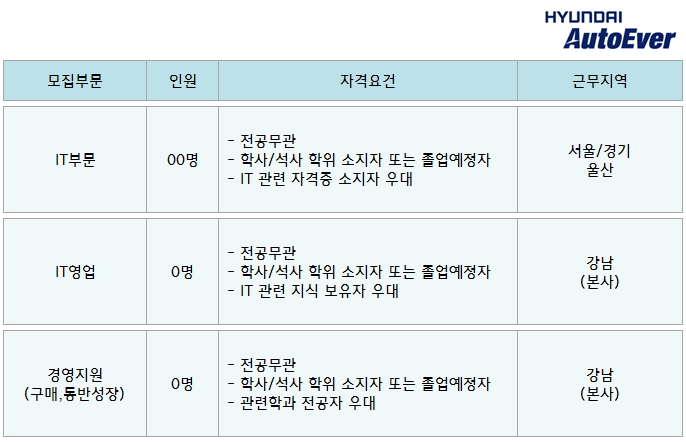 HYUNDAI
AutoEver
모집부문 인원 자격요건 근무지역
IT부문 00명
- 전공무관
- 학사/석사 학위 소지자 또는 졸업예정자
- IT 관련 자격증 소지자 우대
서울/경기
울산
IT영업 0명
- 전공무관
- 학사/석사 학위 소지자 또는 졸업예정자
- IT 관련 지식 보유자 우대
강남
(본사)
경영지원
(구매,동반성장)
0명
- 전공무관
- 학사/석사 학위 소지자 또는 졸업예정자
- 관련학과 전공자 우대
강남
(본사)